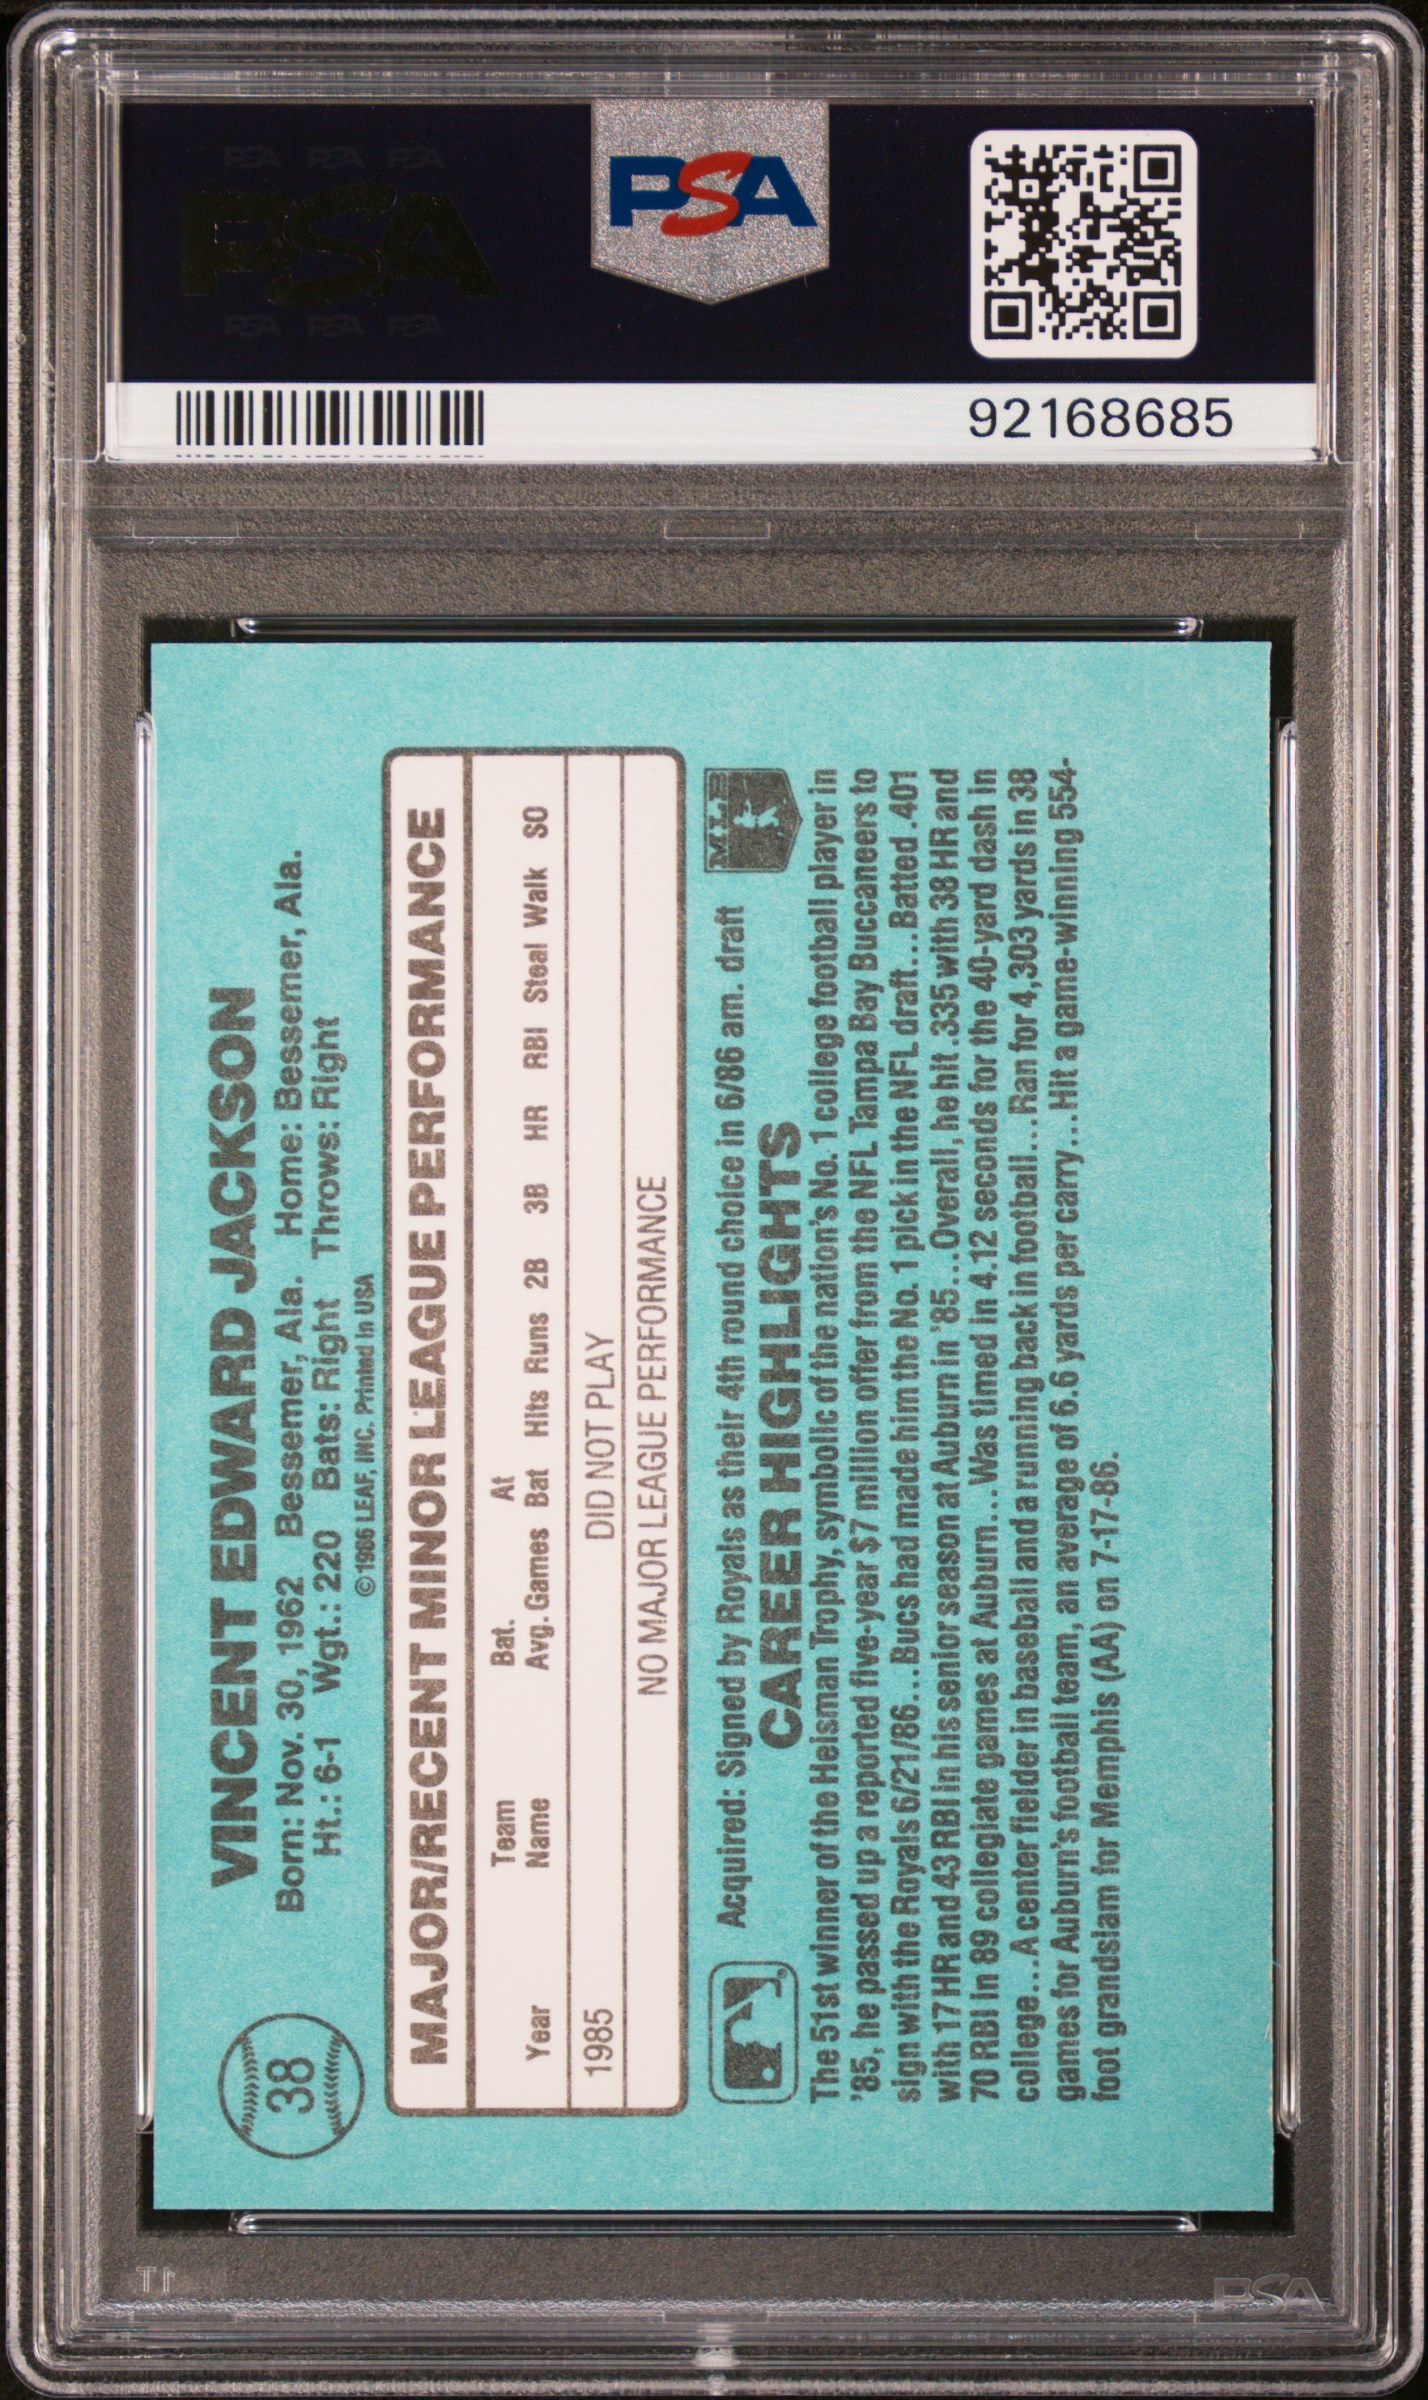 PSA PSA PSA
PSA
PSA PSA PSA
PSA
92168685
38
VINCENT EDWARD JACKSON
Born: Nov. 30, 1962 Bessemer, Ala. Home: Bessemer, Ala.
Ht.: 6-1 Wgt.: 220 Bats: Right Throws: Right
© 1986 LEAF, INC. Printed in USA
MAJOR/RECENT MINOR LEAGUE PERFORMANCE
Year Team Name Bat. Avg. Games At Bat Hits Runs 2B 3B HR RBI Steal Walk SO
1985 DID NOT PLAY
NO MAJOR LEAGUE PERFORMANCE
Acquired: Signed by Royals as their 4th round choice in 6/86 am. draft
CAREER HIGHLIGHTS
The 51st winner of the Heisman Trophy, symbolic of the nation's No. 1 college football player in
'85, he passed up a reported five-year $7 million offer from the NFL Tampa Bay Buccaneers to
sign with the Royals 6/21/86...Bucs had made him the No. 1 pick in the NFL draft...Batted .401
with 17 HR and 43 RBI in his senior season at Auburn in '85...Overall, he hit .335 with 38 HR and
70 RBI in 89 collegiate games at Auburn...Was timed in 4.12 seconds for the 40-yard dash in
college...A center fielder in baseball and a running back in football...Ran for 4,303 yards in 38
games for Auburn's football team, an average of 6.6 yards per carry...Hit a game-winning 554-
foot grandslam for Memphis (AA) on 7-17-86.
PSA